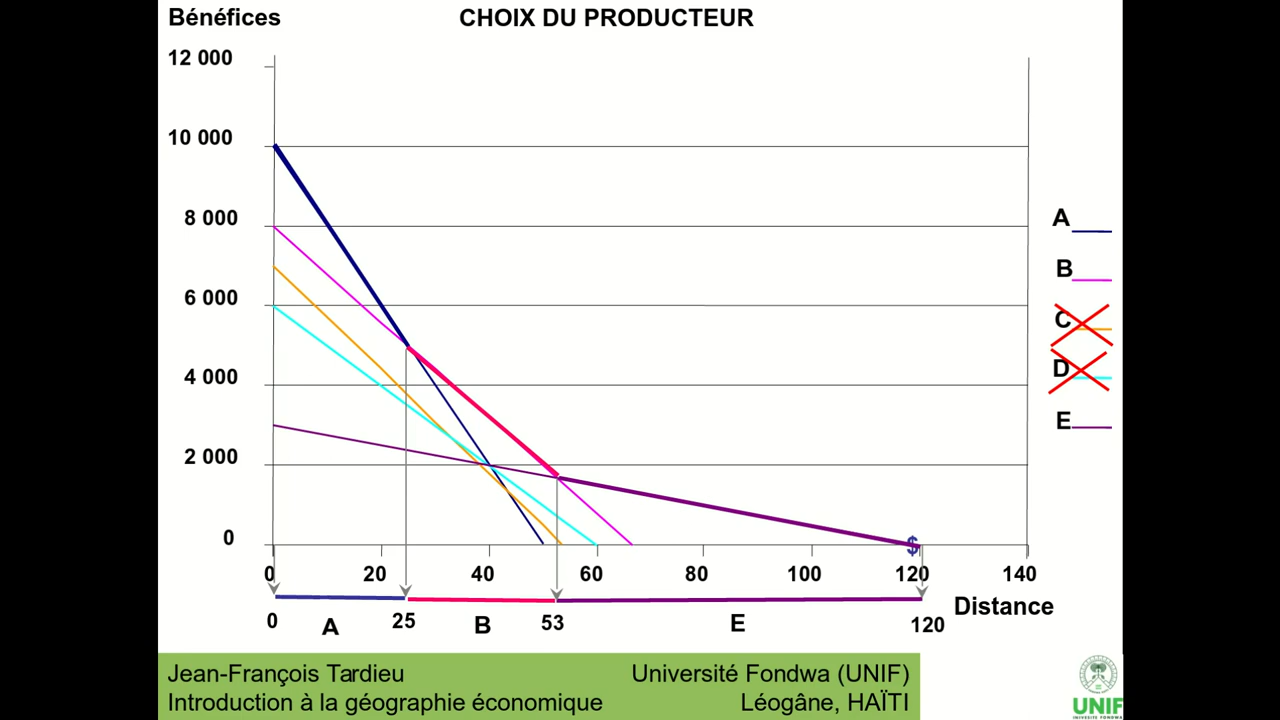 Bénéfices
CHOIX DU PRODUCTEUR
12 000
10 000
8 000
6 000
4 000
2 000
0
A
B
C
D
E
$
0 20 40 60 80 100 120 140
Distance
0 A 25 B 53 E 120
Jean-François Tardieu
Université Fondwa (UNIF)
Introduction à la géographie économique
Léogâne, HAÏTI
UNIF
UNIVERSITÉ FONDWA